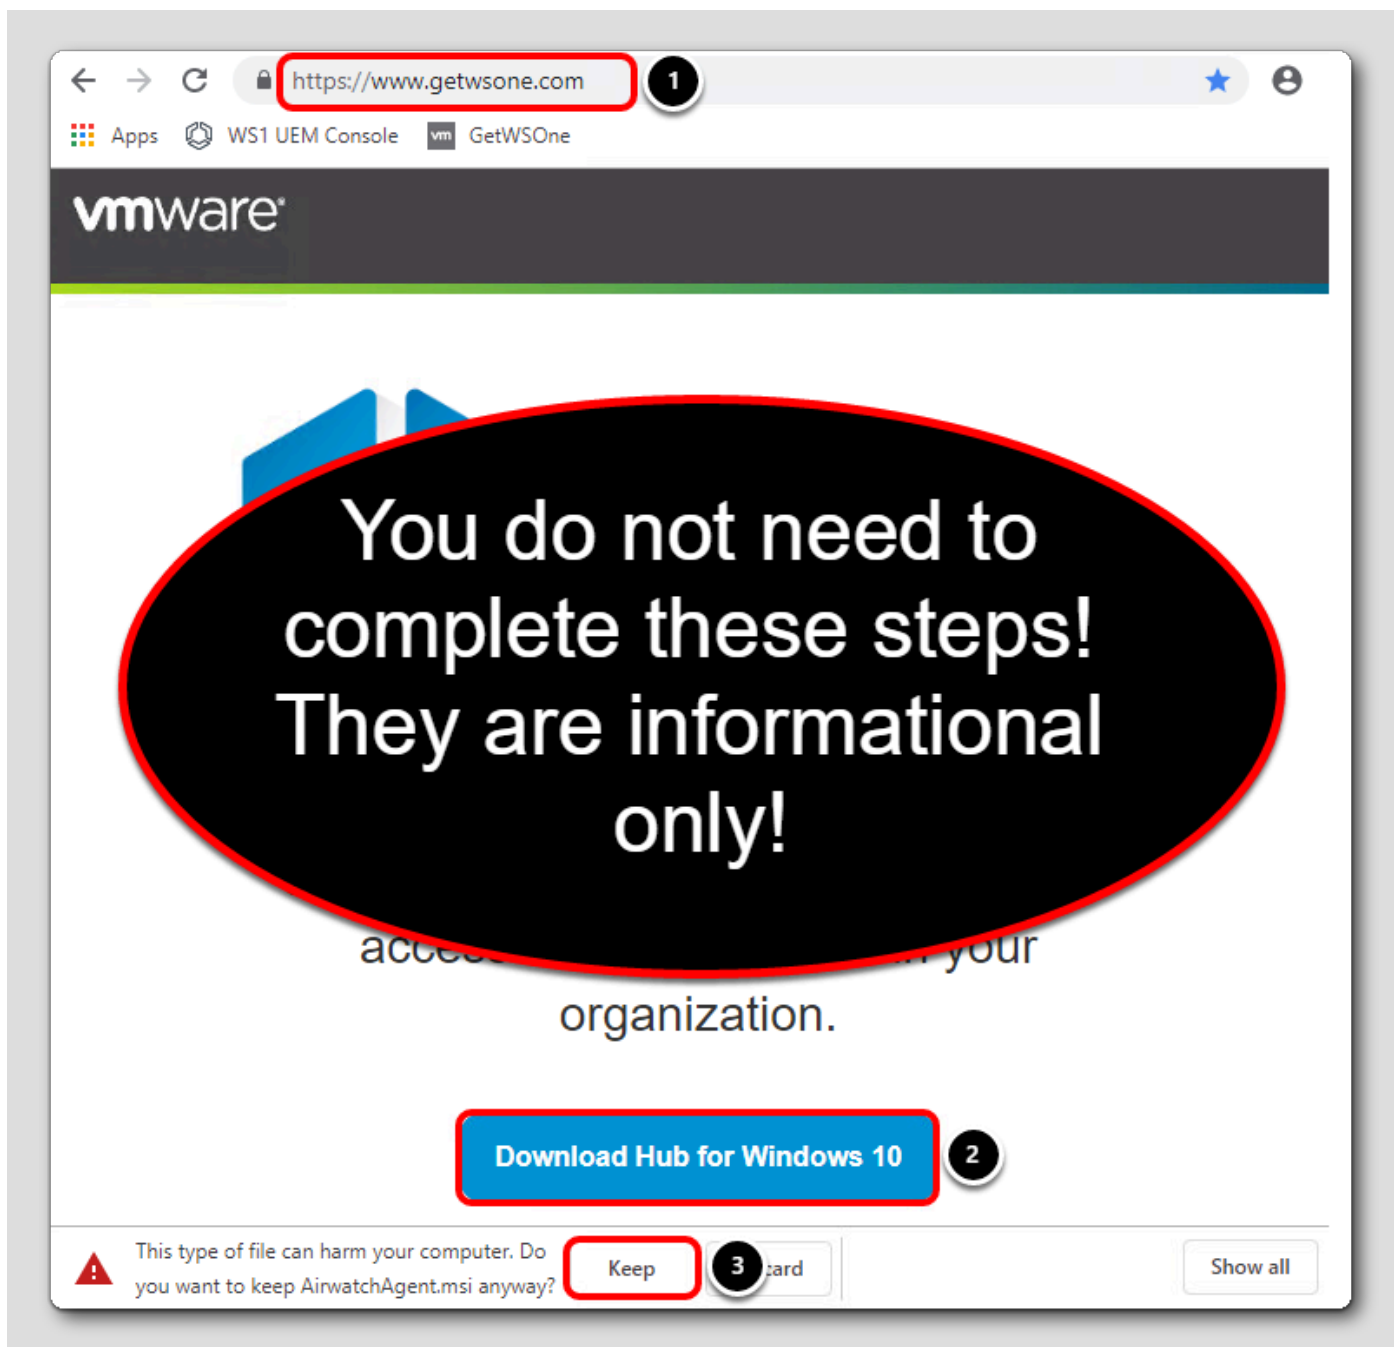 https://www.getwsone.com 1
Apps WS1 UEM Console vm GetWSOne
vmware®
You do not need to
complete these steps!
They are informational
only!
your
organization.
Download Hub for Windows 10 2
This type of file can harm your computer. Do
you want to keep AirwatchAgent.msi anyway?
Keep 3 Show all